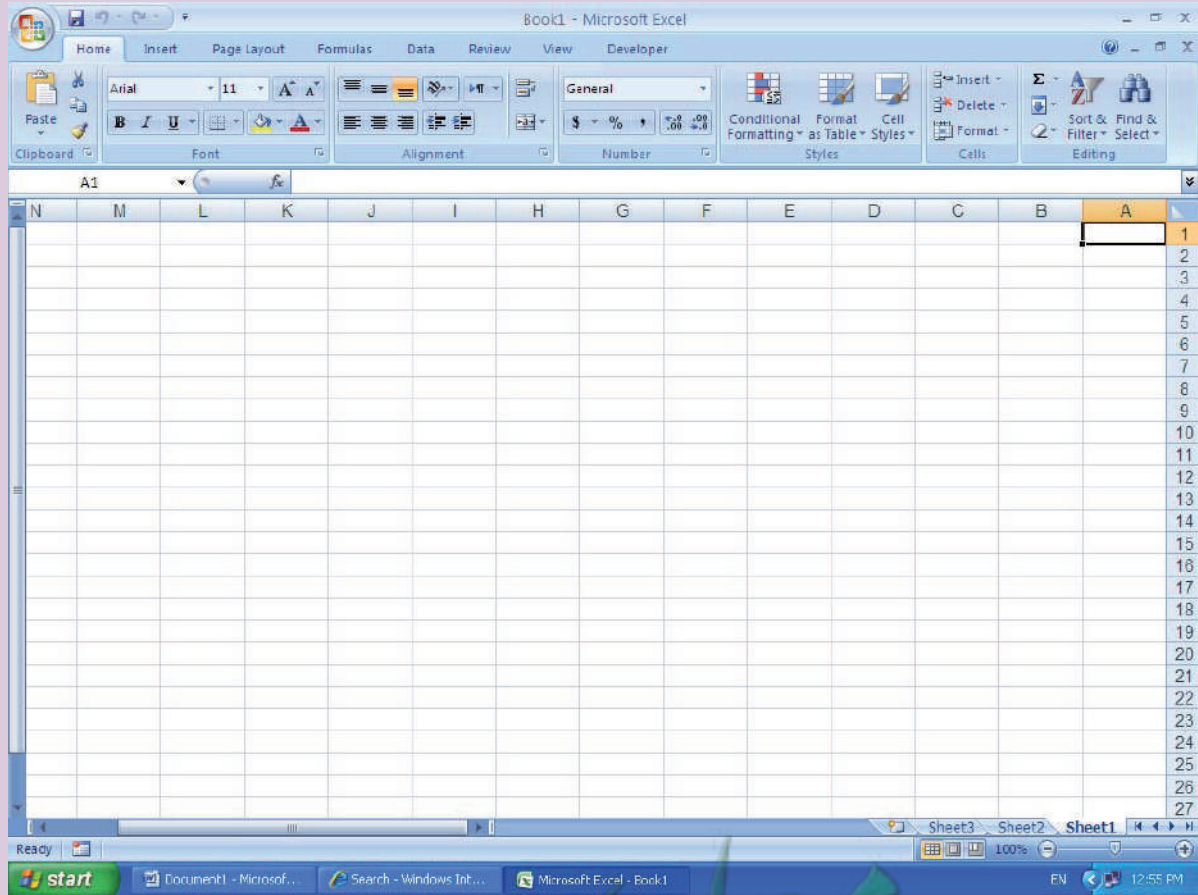 Book1 - Microsoft Excel
Home Insert Page Layout Formulas Data Review View Developer
Paste
Clipboard
Arial 11
B I U A
Font
Alignment
General
$ % ,
Number
Conditional Formatting
Format as Table
Cell Styles
Styles
Insert
Delete
Format
Cells
Σ
Sort & Filter
Find & Select
Editing
A1 fx
N M L K J I H G F E D C B A
1
2
3
4
5
6
7
8
9
10
11
12
13
14
15
16
17
18
19
20
21
22
23
24
25
26
27
Sheet3 Sheet2 Sheet1
Ready 100%
start Document1 - Microsof... Search - Windows Int... Microsoft Excel - Book1 EN 12:55 PM